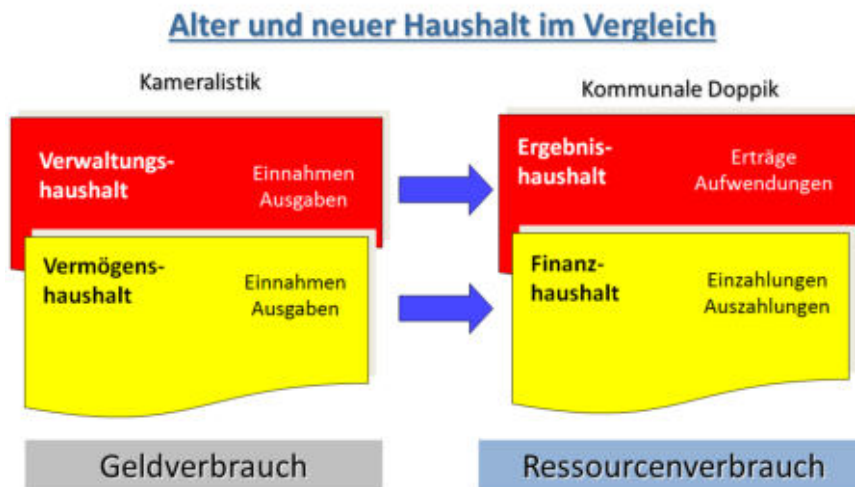 Alter und neuer Haushalt im Vergleich
Kameralistik
Verwaltungs-
haushalt
Einnahmen
Ausgaben
Vermögens-
haushalt
Einnahmen
Ausgaben
Geldverbrauch
Kommunale Doppik
Ergebnis-
haushalt
Erträge
Aufwendungen
Finanz-
haushalt
Einzahlungen
Auszahlungen
Ressourcenverbrauch